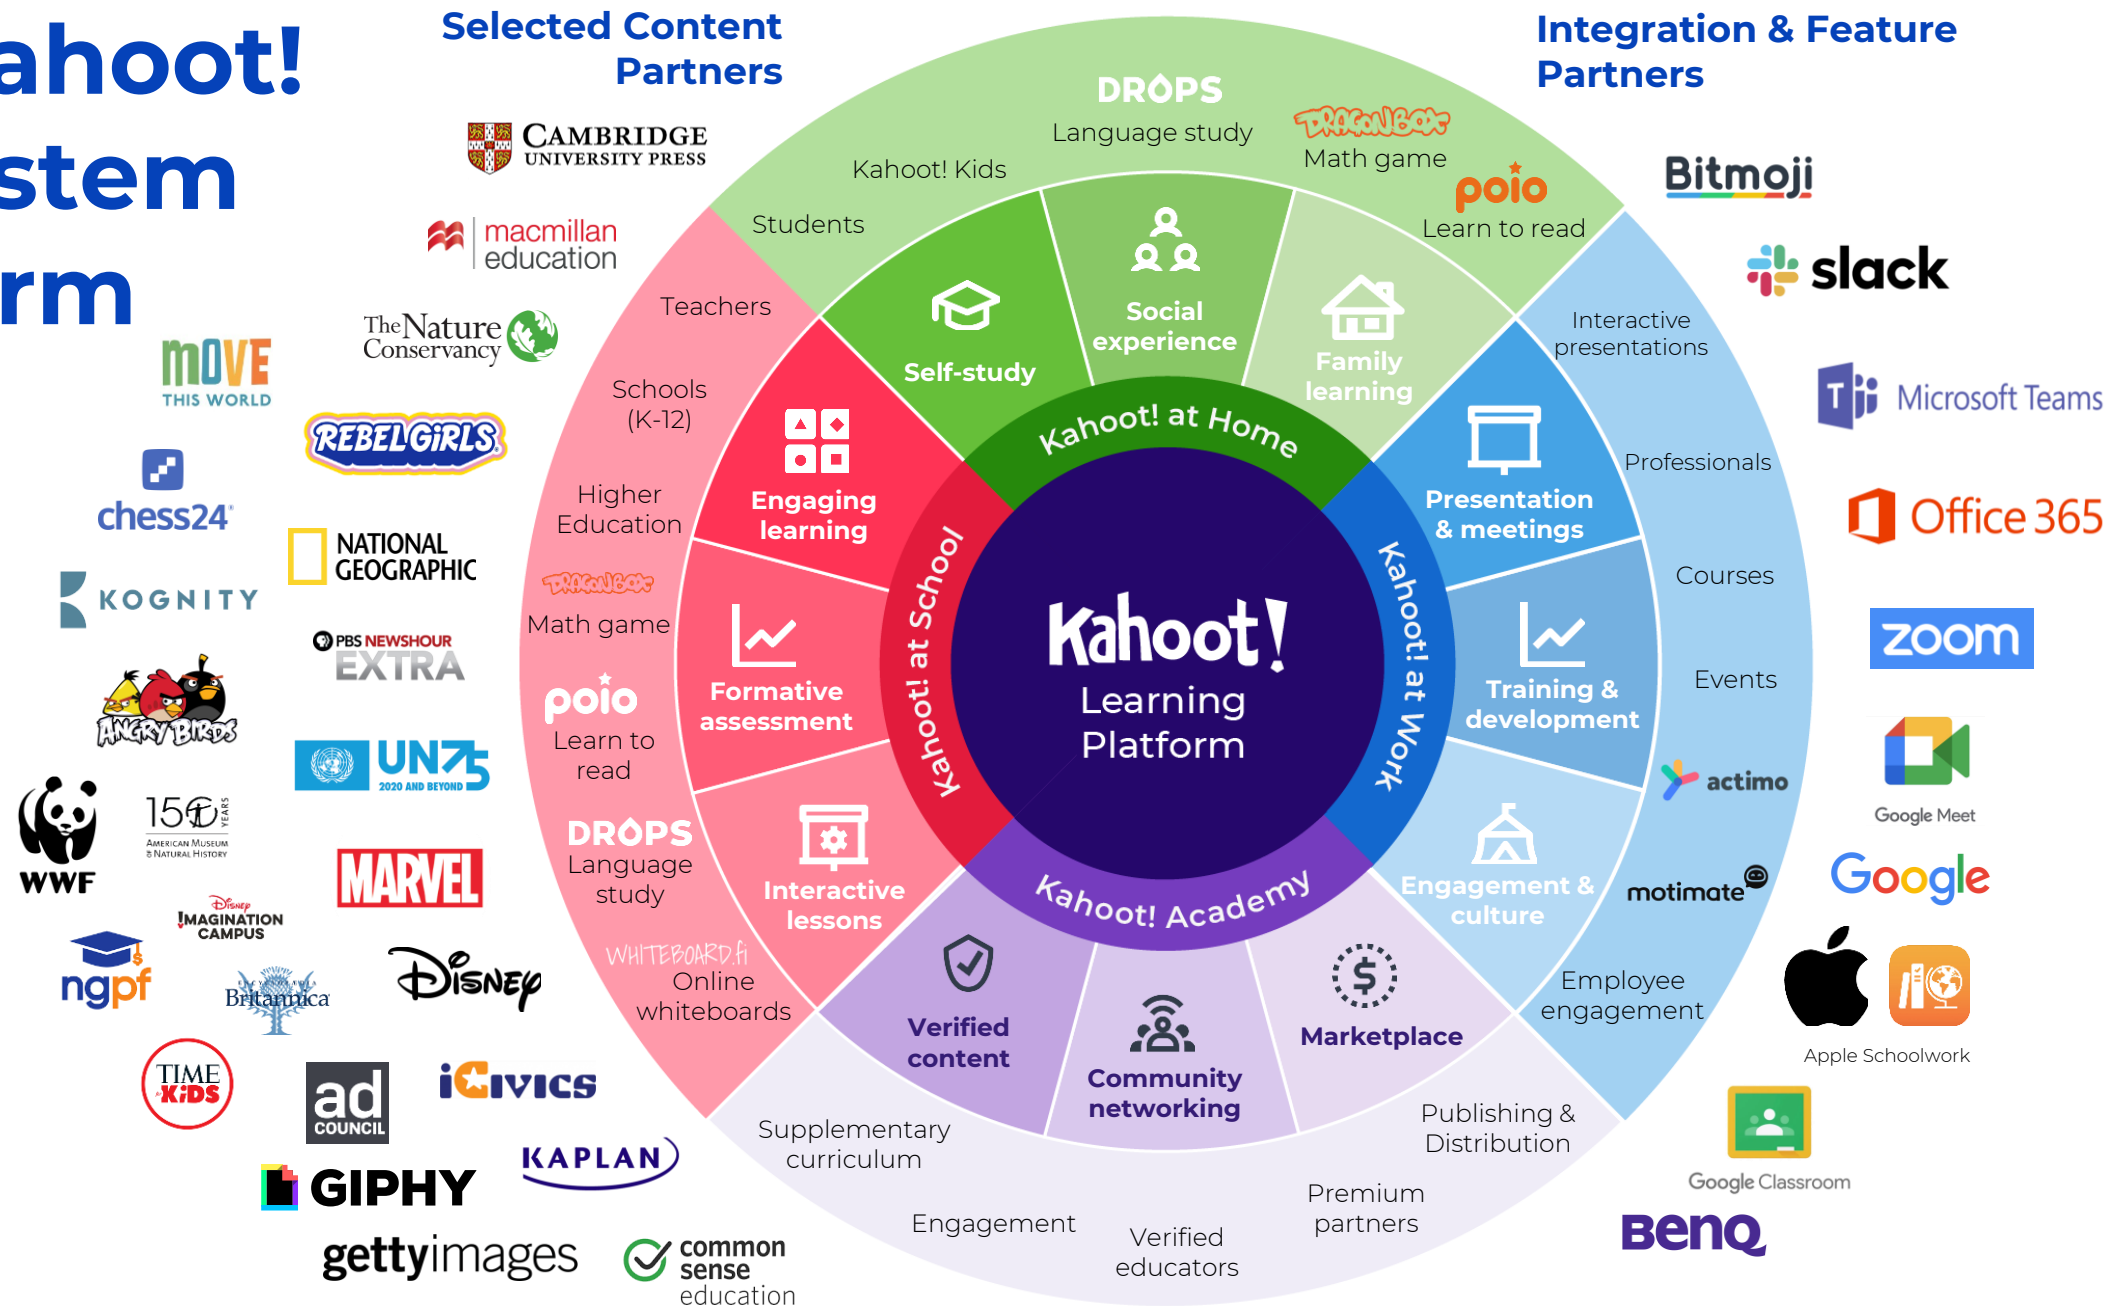 ahoot!
stem
rm
Selected Content
Partners
CAMBRIDGE
UNIVERSITY PRESS
macmillan
education
The Nature
Conservancy
MOVE
THIS WORLD
REBEL GiRLS
chess24
NATIONAL
GEOGRAPHIC
KOGNITY
PBS NEWSHOUR
EXTRA
ANGRY BIRDS
UN75
2020 AND BEYOND
WWF
150 YEARS
AMERICAN MUSEUM
& NATURAL HISTORY
MARVEL
Disney
IMAGINATION
CAMPUS
ngpf
Britannica
Disney
TIME
for KiDS
ad
COUNCIL
iCivics
GIPHY
KAPLAN
gettyimages
common
sense
education
DROPS
Language study
Kahoot! Kids
Students
DRAGONBOX
Math game
poio
Learn to read
Self-study
Social
experience
Family
learning
Kahoot! at Home
Teachers
Schools
(K-12)
Higher
Education
DRAGONBOX
Math game
poio
Learn to
read
DROPS
Language
study
WHITEBOARD.fi
Online
whiteboards
Engaging
learning
Formative
assessment
Interactive
lessons
Kahoot! at School
Kahoot!
Learning
Platform
Kahoot! at Work
Presentation
& meetings
Training &
development
Engagement &
culture
Interactive
presentations
Professionals
Courses
Events
actimo
motimate
Employee
engagement
Kahoot! Academy
Verified
content
Community
networking
Marketplace
Supplementary
curriculum
Engagement
Verified
educators
Premium
partners
Publishing &
Distribution
Integration & Feature
Partners
Bitmoji
slack
T
Microsoft Teams
Office 365
zoom
Google Meet
Google
Apple Schoolwork
Google Classroom
BenQ